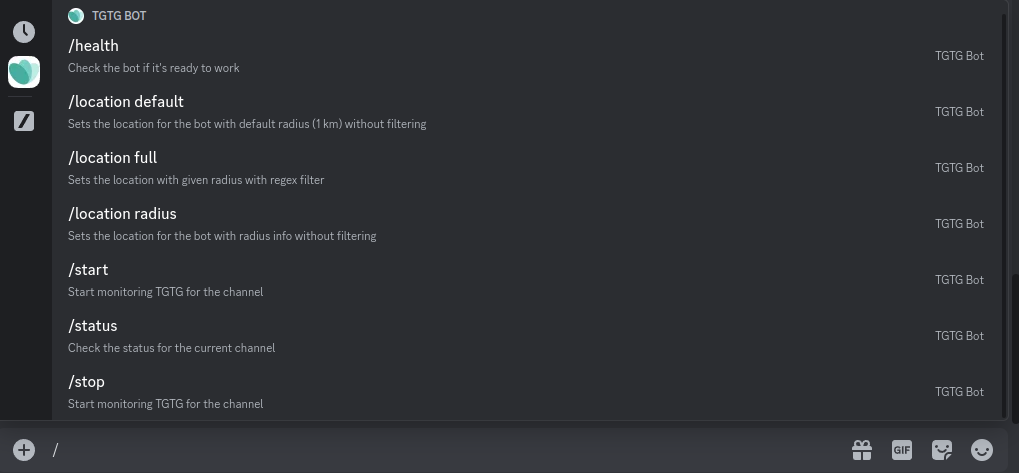 TGTG BOT
/health
Check the bot if it's ready to work
TGTG Bot
/location default
Sets the location for the bot with default radius (1 km) without filtering
TGTG Bot
/location full
Sets the location with given radius with regex filter
TGTG Bot
/location radius
Sets the location for the bot with radius info without filtering
TGTG Bot
/start
Start monitoring TGTG for the channel
TGTG Bot
/status
Check the status for the current channel
TGTG Bot
/stop
Start monitoring TGTG for the channel
TGTG Bot
/
GIF